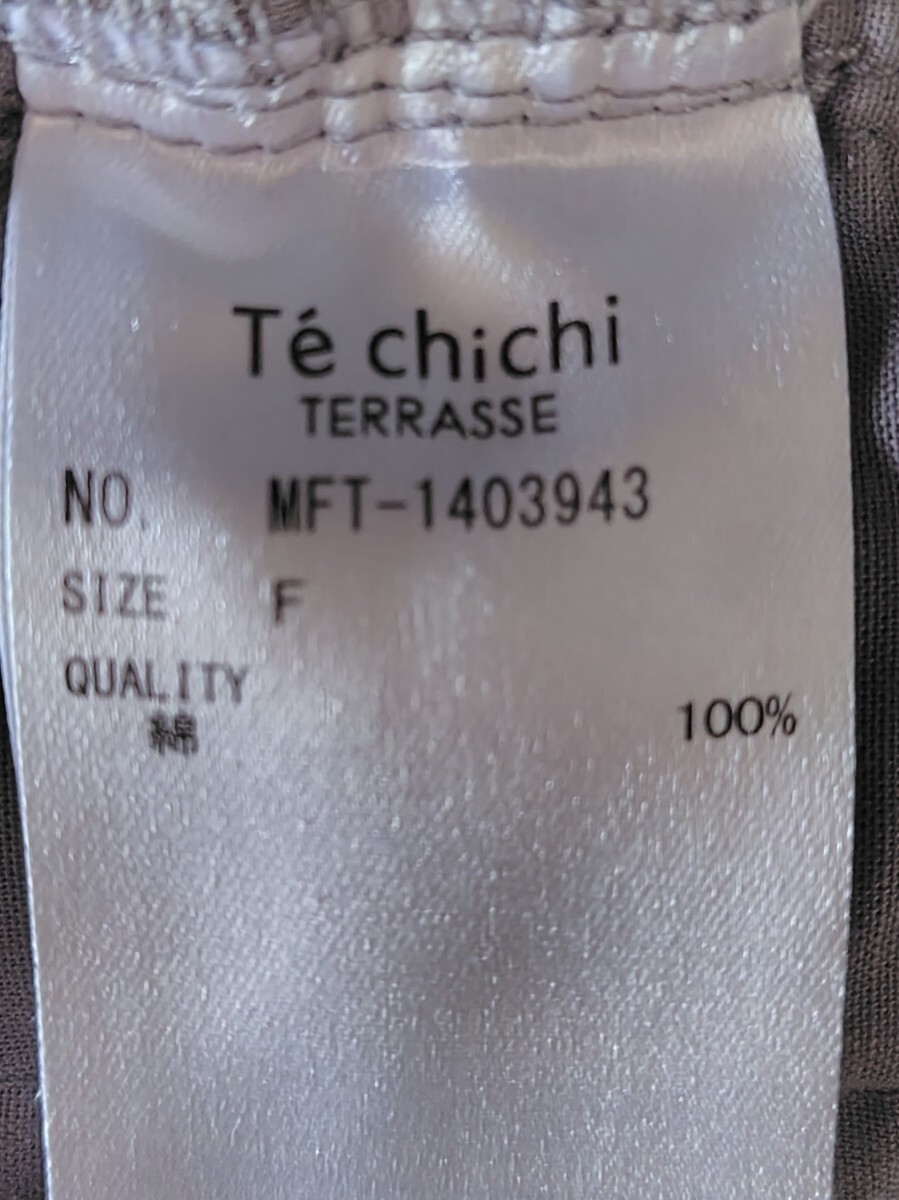 Té chichi
TERRASSE
NO. MFT-1403943
SIZE F
QUALITY
綿 100%